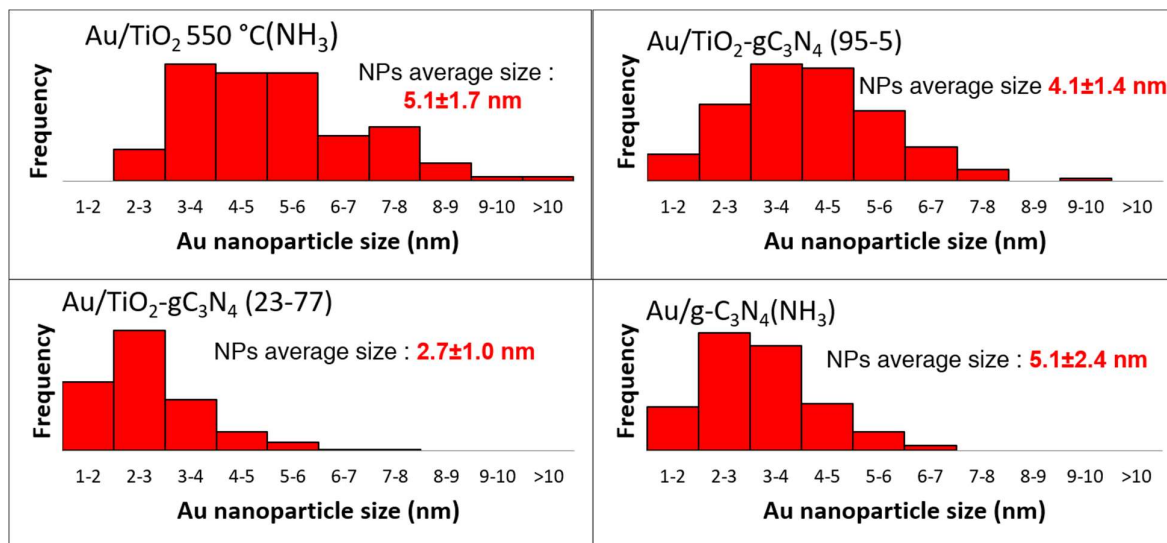 Au/TiO₂ 550 °C(NH₃)
NPs average size :
5.1±1.7 nm
Frequency
1-2 2-3 3-4 4-5 5-6 6-7 7-8 8-9 9-10 >10
Au nanoparticle size (nm)
Au/TiO₂-gC₃N₄ (95-5)
NPs average size 4.1±1.4 nm
Frequency
1-2 2-3 3-4 4-5 5-6 6-7 7-8 8-9 9-10 >10
Au nanoparticle size (nm)
Au/TiO₂-gC₃N₄ (23-77)
NPs average size : 2.7±1.0 nm
Frequency
1-2 2-3 3-4 4-5 5-6 6-7 7-8 8-9 9-10 >10
Au nanoparticle size (nm)
Au/g-C₃N₄(NH₃)
NPs average size : 5.1±2.4 nm
Frequency
1-2 2-3 3-4 4-5 5-6 6-7 7-8 8-9 9-10 >10
Au nanoparticle size (nm)